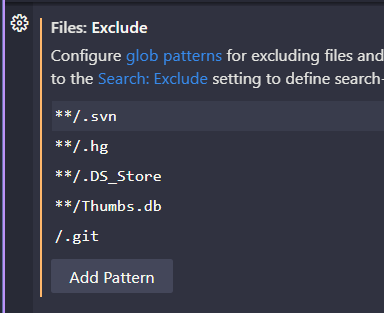 Files: Exclude
Configure glob patterns for excluding files and
to the Search: Exclude setting to define search-
**/.svn
**/.hg
**/.DS_Store
**/Thumbs.db
/.git
Add Pattern